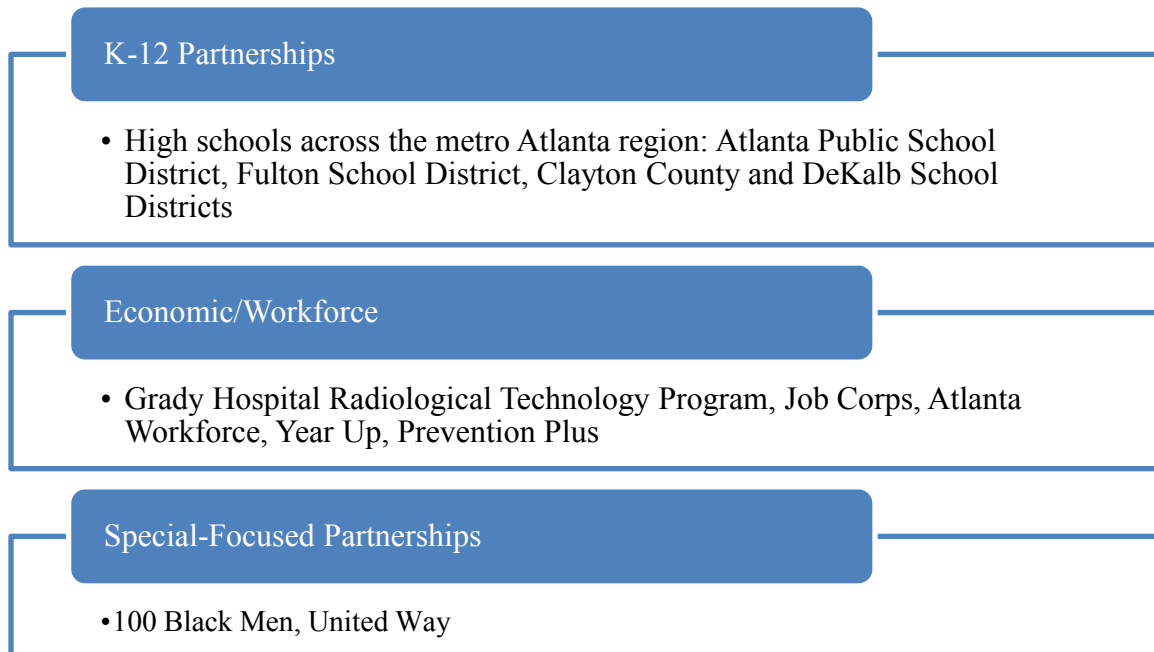 K-12 Partnerships
• High schools across the metro Atlanta region: Atlanta Public School
District, Fulton School District, Clayton County and DeKalb School
Districts
Economic/Workforce
• Grady Hospital Radiological Technology Program, Job Corps, Atlanta
Workforce, Year Up, Prevention Plus
Special-Focused Partnerships
•100 Black Men, United Way